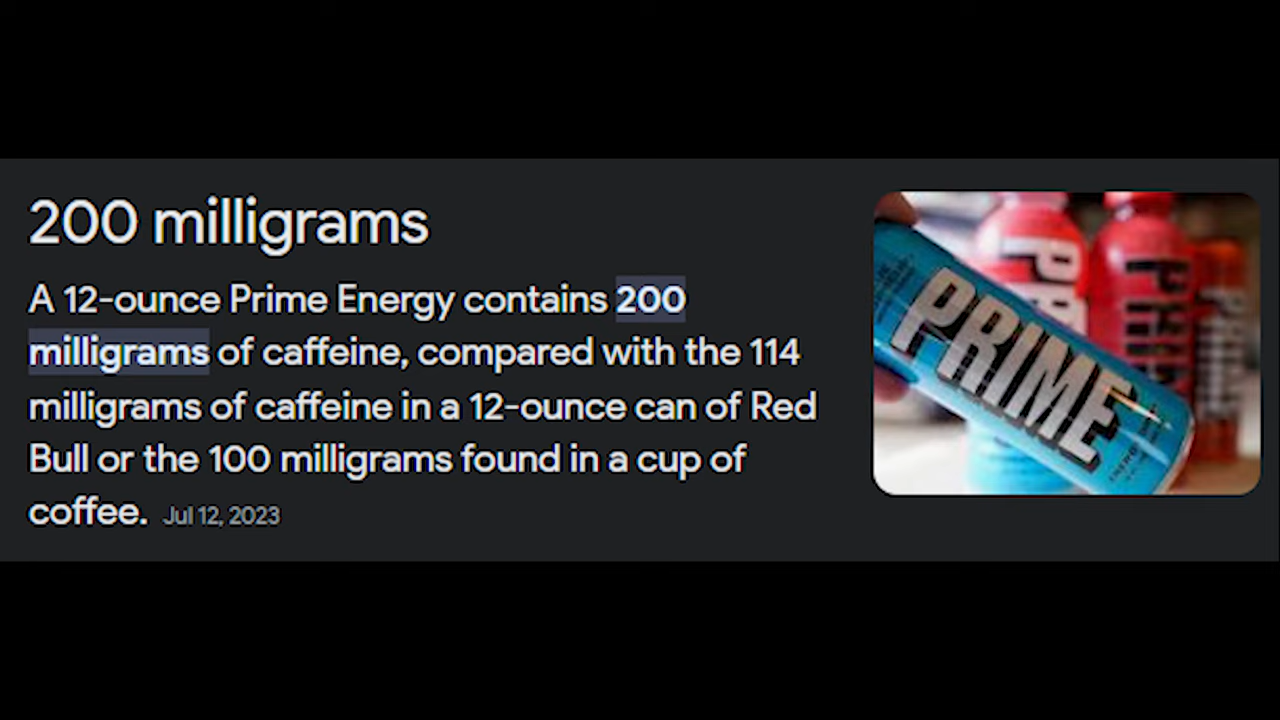 200 milligrams
A 12-ounce Prime Energy contains 200
milligrams of caffeine, compared with the 114
milligrams of caffeine in a 12-ounce can of Red
Bull or the 100 milligrams found in a cup of
coffee. Jul 12, 2023
PRIME